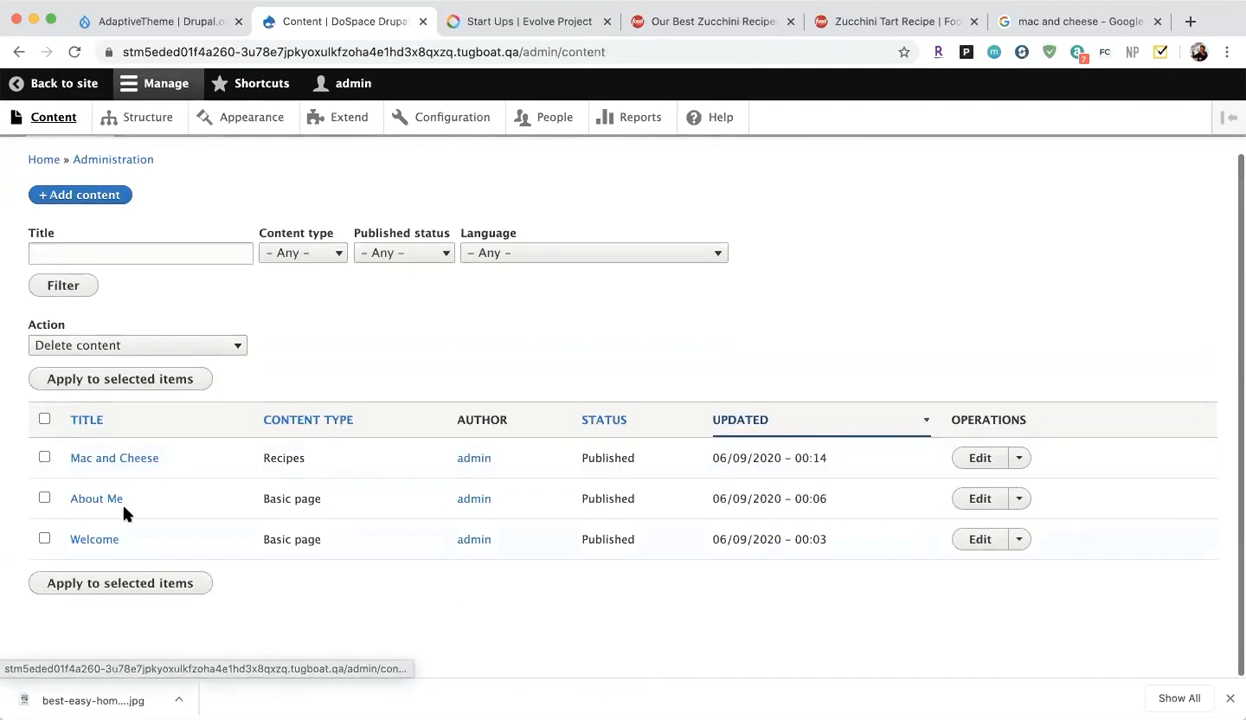 AdaptiveTheme | Drupal.o
Content | DoSpace Drupa
Start Ups | Evolve Project
Our Best Zucchini Recipe
Zucchini Tart Recipe | Foo
mac and cheese - Google
stm5eded01f4a260-3u78e7jpkyoxulkfzoha4e1hd3x8qxzq.tugboat.qa/admin/content
R
P
m
a
7
FC
NP
Back to site
Manage
Shortcuts
admin
Content
Structure
Appearance
Extend
Configuration
People
Reports
Help
Home » Administration
+ Add content
Title
Content type
Published status
Language
- Any -
- Any -
- Any -
Filter
Action
Delete content
Apply to selected items
TITLE
CONTENT TYPE
AUTHOR
STATUS
UPDATED
OPERATIONS
Mac and Cheese
Recipes
admin
Published
06/09/2020 - 00:14
Edit
About Me
Basic page
admin
Published
06/09/2020 - 00:06
Edit
Welcome
Basic page
admin
Published
06/09/2020 - 00:03
Edit
Apply to selected items
stm5eded01f4a260-3u78e7jpkyoxulkfzoha4e1hd3x8qxzq.tugboat.qa/admin/con...
best-easy-hom....jpg
Show All